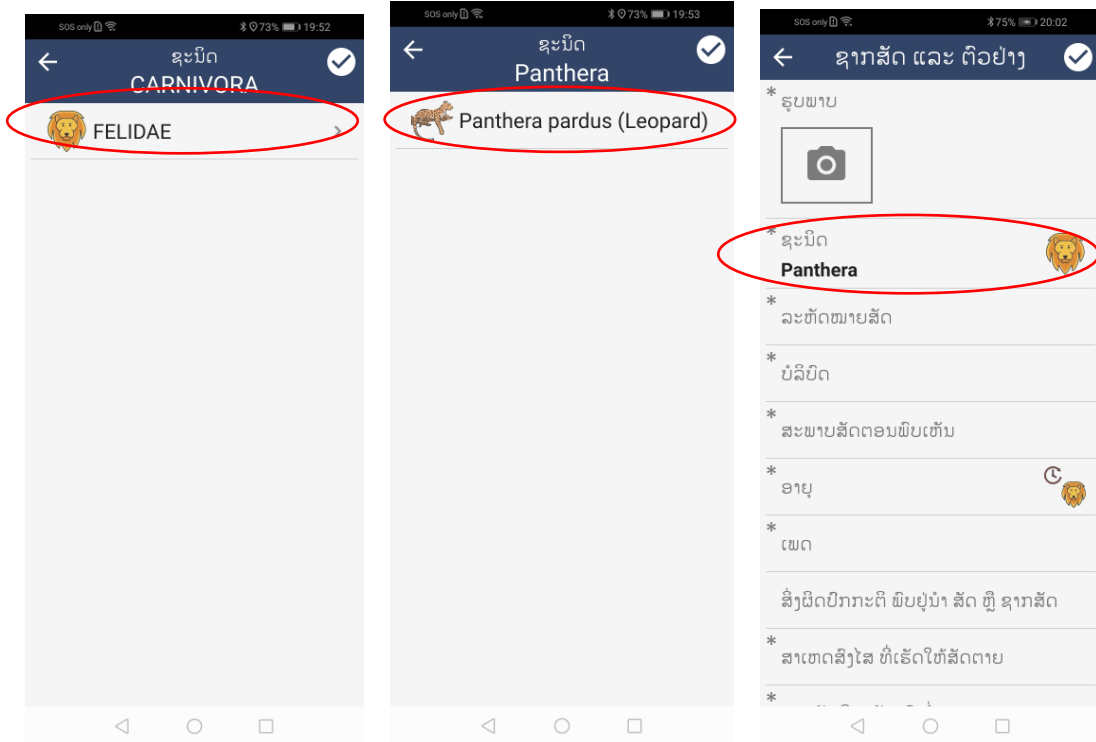 SOS only 73% 19:52
ຊະນິດ
CARNIVORA
FELIDAE
SOS only 73% 19:53
ຊະນິດ
Panthera
Panthera pardus (Leopard)
SOS only 75% 20:02
ຊາກສັດ ແລະ ຕົວຢ່າງ
* ຮູບພາບ
* ຊະນິດ
Panthera
* ລະຫັດໝາຍສັດ
* ບໍລິບົດ
* ສະພາບສັດຕອນພົບເຫັນ
* ອາຍຸ
* ເພດ
ສິ່ງຜິດປົກກະຕິ ພົບຢູ່ນຳ ສັດ ຫຼື ຊາກສັດ
* ສາເຫດສົງໄສ ທີ່ເຮັດໃຫ້ສັດຕາຍ
*